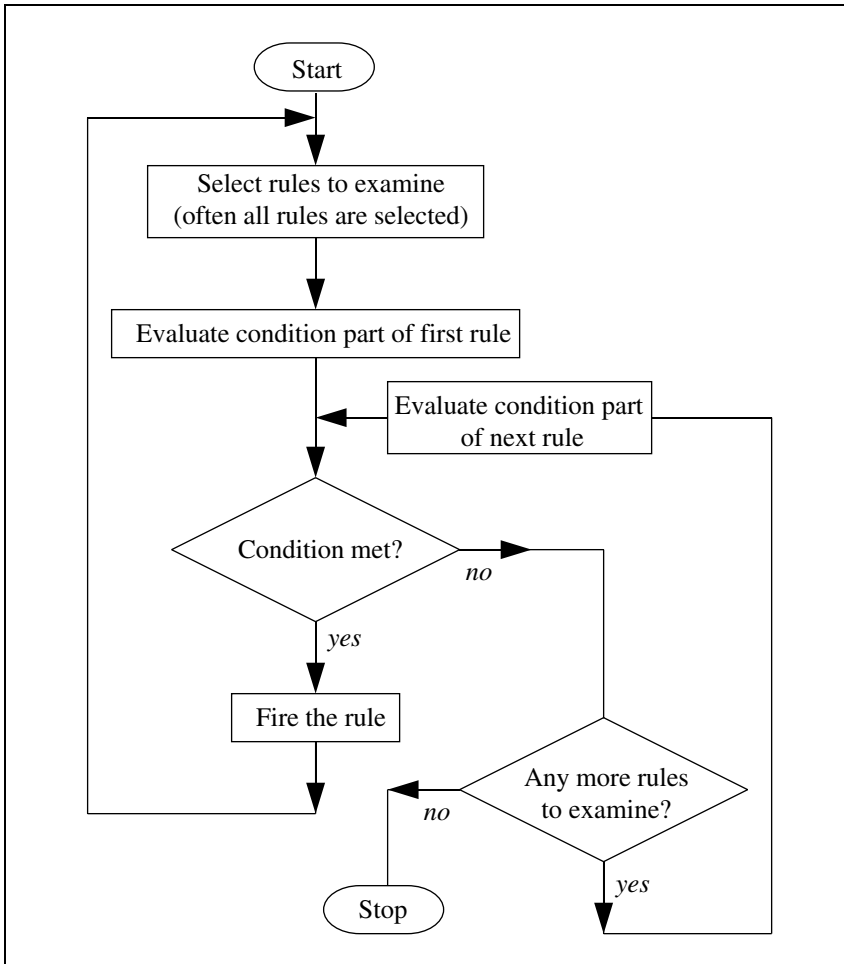 Start
Select rules to examine
(often all rules are selected)
Evaluate condition part of first rule
Evaluate condition part
of next rule
Condition met?
no
yes
Fire the rule
Any more rules
to examine?
no
yes
Stop